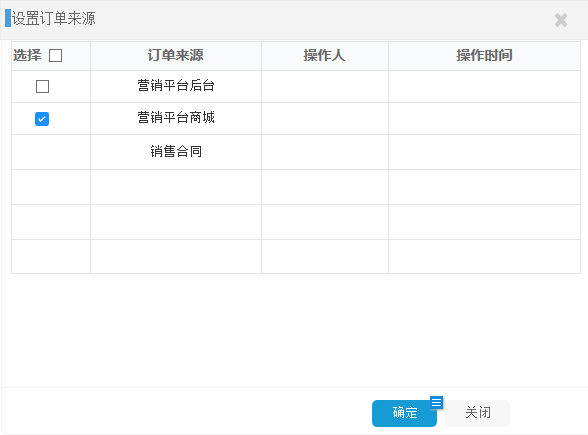 设置订单来源
选择 订单来源 操作人 操作时间
营销平台后台
营销平台商城
销售合同
确定 关闭